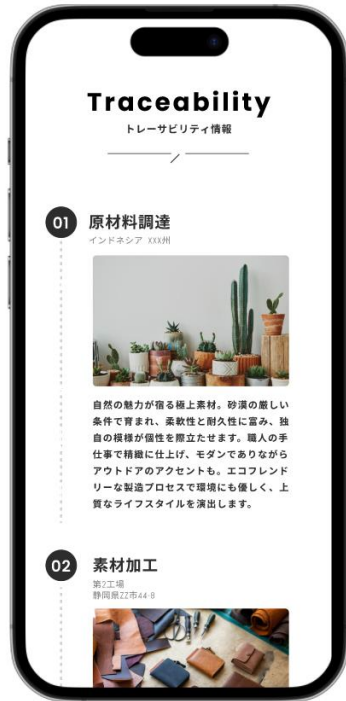 Traceability
トレーサビリティ情報
01 原材料調達
インドネシア XXX州
自然の魅力が宿る極上素材。砂漠の厳しい
条件で育まれ、柔軟性と耐久性に富み、独
自の模様が個性を際立たせます。職人の手
仕事で精緻に仕上げ、モダンでありながら
アウトドアのアクセントも。エコフレンド
リーな製造プロセスで環境にも優しく、上
質なライフスタイルを演出します。
02 素材加工
第2工場
静岡県ZZ市44-8